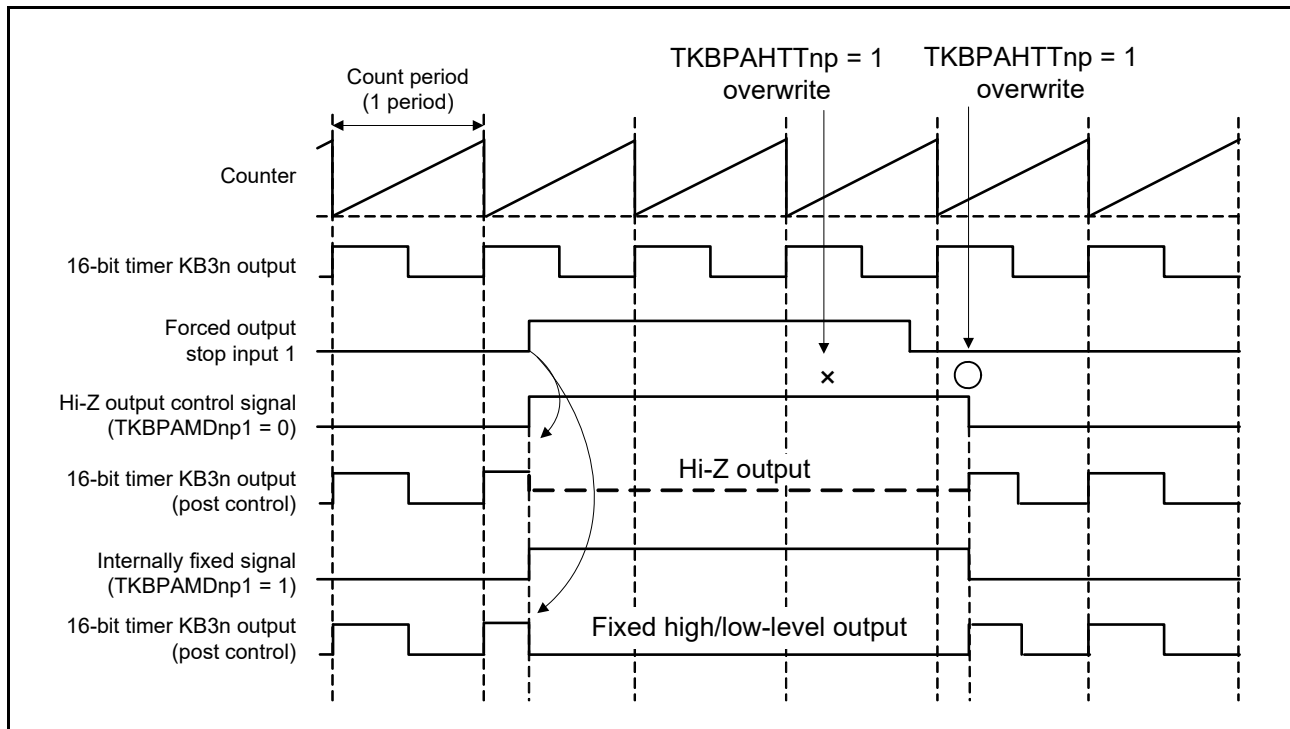 TKBPAHTTnp = 1
overwrite
TKBPAHTTnp = 1
overwrite
Count period
(1 period)
Counter
16-bit timer KB3n output
Forced output
stop input 1
×
Hi-Z output control signal
(TKBPAMDnp1 = 0)
Hi-Z output
16-bit timer KB3n output
(post control)
Internally fixed signal
(TKBPAMDnp1 = 1)
Fixed high/low-level output
16-bit timer KB3n output
(post control)